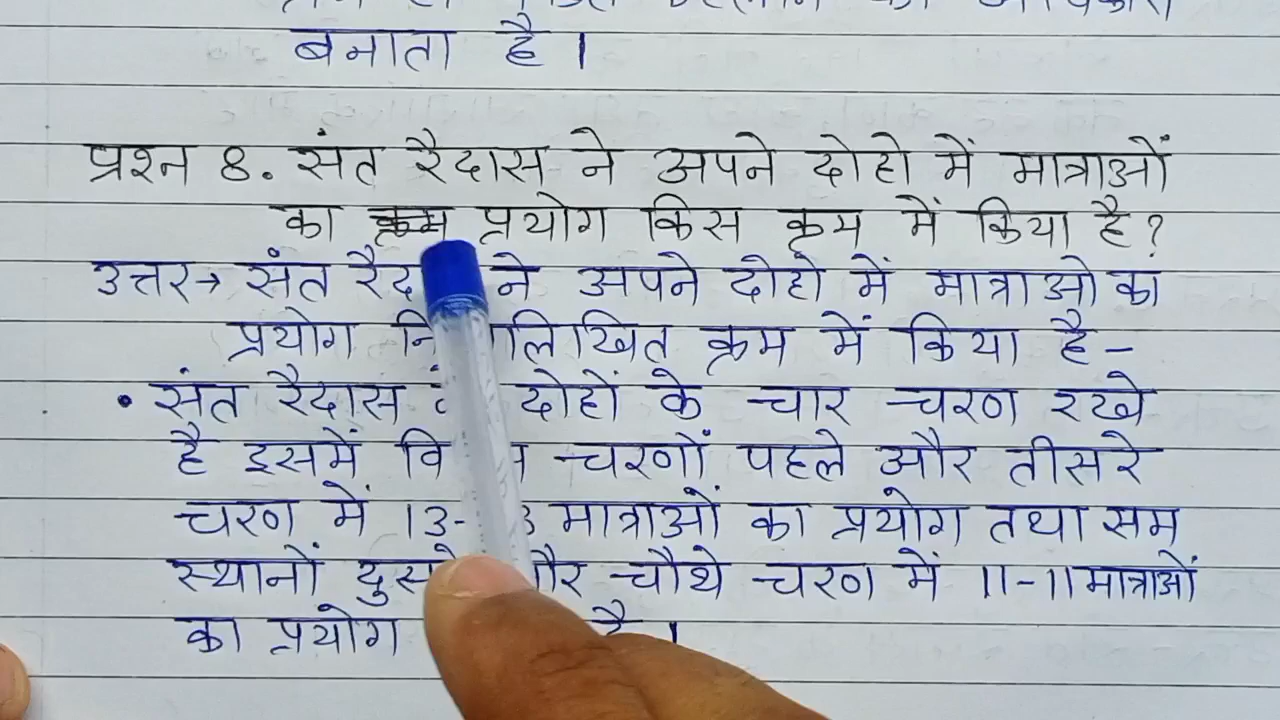 बनाता है।
प्रश्न 8. संत रैदास ने अपने दोहो में मात्राओं
का प्रयोग किस क्रम में किया है?
उत्तर→ संत ने अपने दोहो में मात्राओ का
प्रयोग क्रम में किया है -
• संत रैदास दोहों के चार चरण रखे
है इसमें चरणों पहले और तीसरे
चरण में मात्राओं का प्रयोग तथा सम
स्थानों और चौथे चरण में 11-11 मात्राओं
का प्रयोग है।